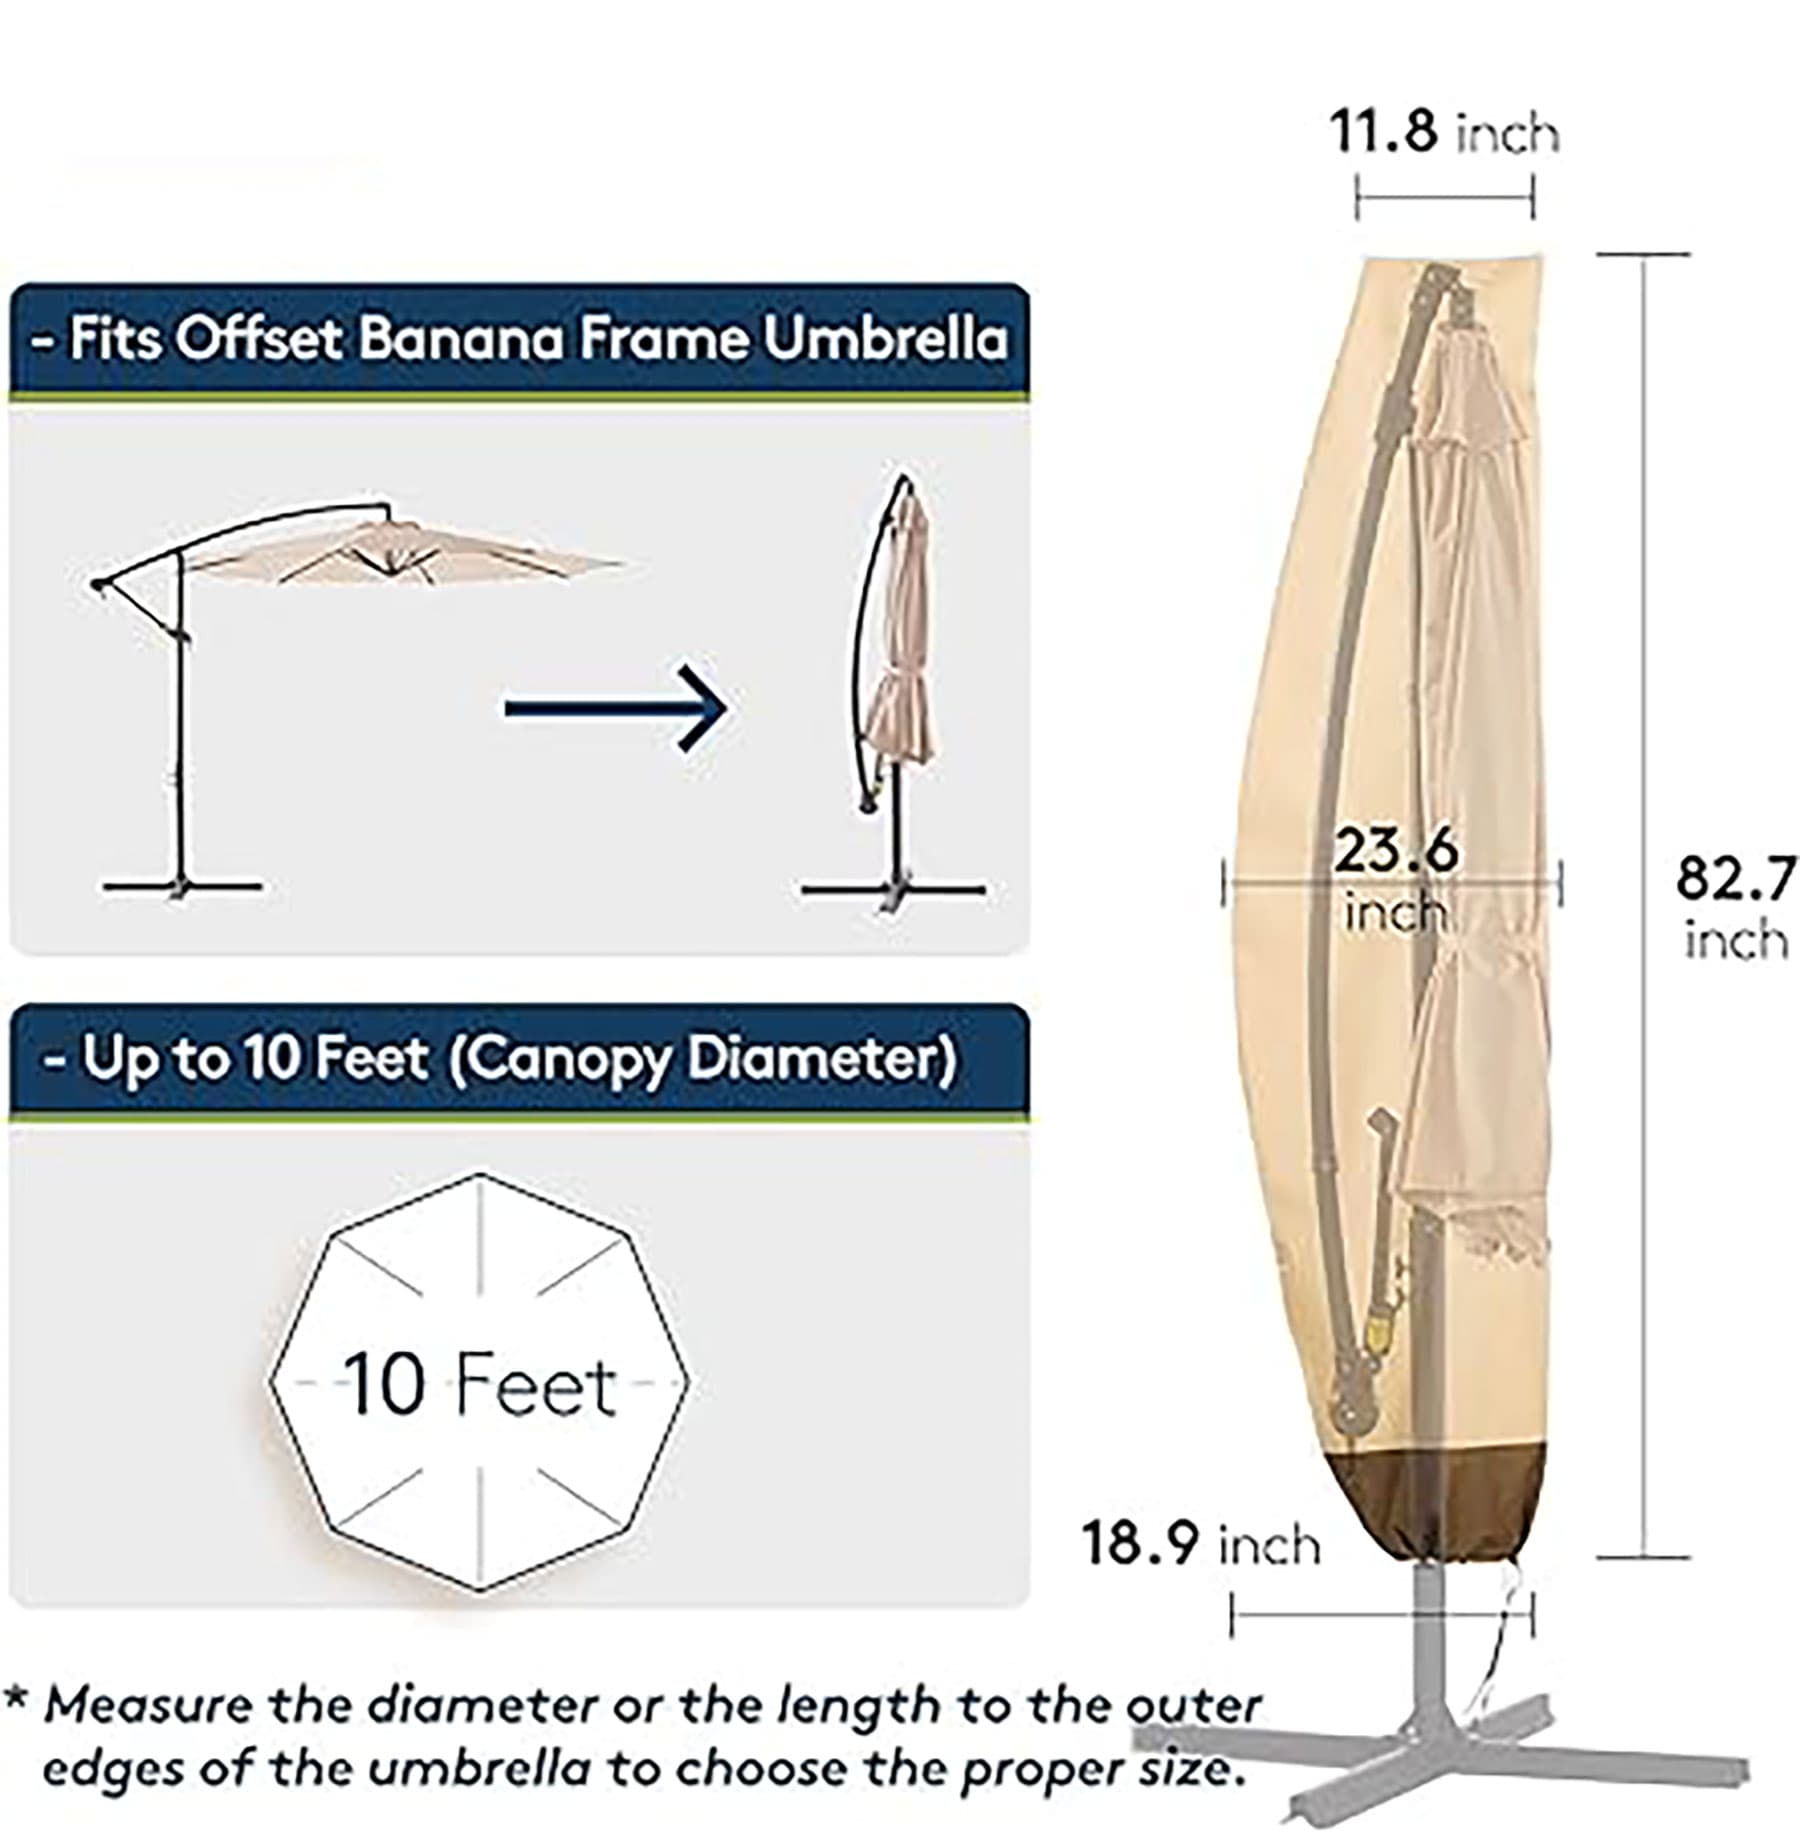 11.8 inch
- Fits Offset Banana Frame Umbrella
23.6
inch
82.7
inch
- Up to 10 Feet (Canopy Diameter)
10 Feet
18.9 inch
* Measure the diameter or the length to the outer
edges of the umbrella to choose the proper size.